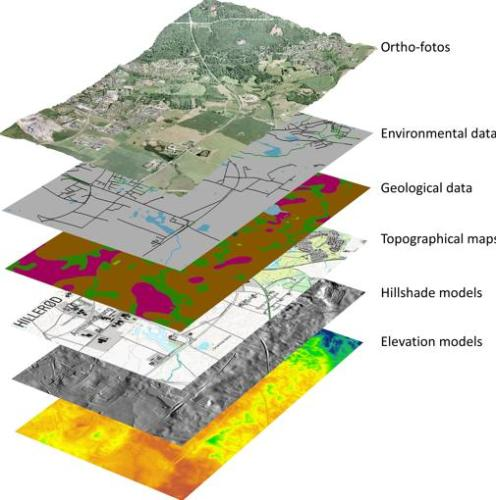 Ortho-fotos
Environmental data
Geological data
Topographical maps
Hillshade models
Elevation models
HILLERØD